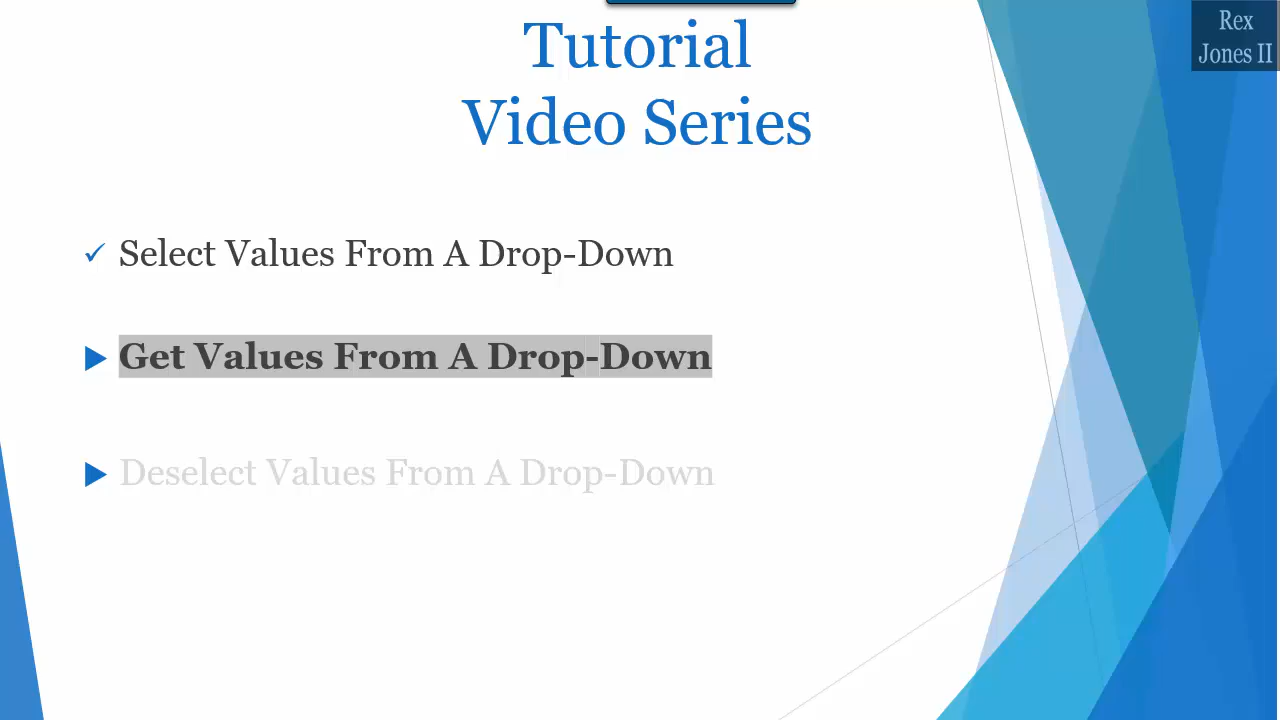 Tutorial
Video Series
Rex
Jones II
Select Values From A Drop-Down
Get Values From A Drop-Down
Deselect Values From A Drop-Down